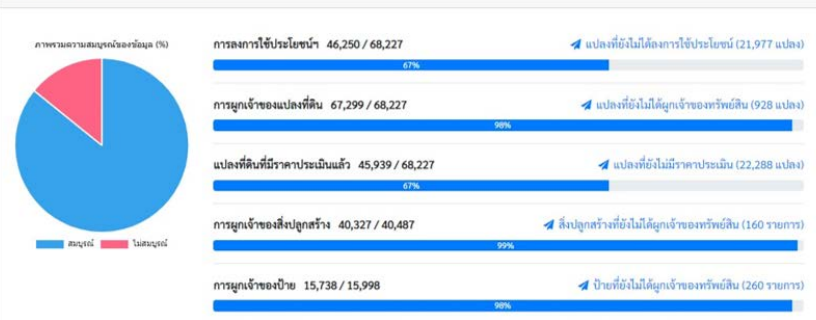 ภาพรวมความสมบูรณ์ของข้อมูล (%)
สมบูรณ์ ไม่สมบูรณ์
การลงการใช้ประโยชน์ฯ 46,250 / 68,227 แปลงที่ยังไม่ได้ลงการใช้ประโยชน์ (21,977 แปลง)
67%
การผูกเจ้าของแปลงที่ดิน 67,299 / 68,227 แปลงที่ยังไม่ได้ผูกเจ้าของทรัพย์สิน (928 แปลง)
98%
แปลงที่ดินที่มีราคาประเมินแล้ว 45,939 / 68,227 แปลงที่ยังไม่มีราคาประเมิน (22,288 แปลง)
67%
การผูกเจ้าของสิ่งปลูกสร้าง 40,327 / 40,487 สิ่งปลูกสร้างที่ยังไม่ได้ผูกเจ้าของทรัพย์สิน (160 รายการ)
99%
การผูกเจ้าของป้าย 15,738 / 15,998 ป้ายที่ยังไม่ได้ผูกเจ้าของทรัพย์สิน (260 รายการ)
98%